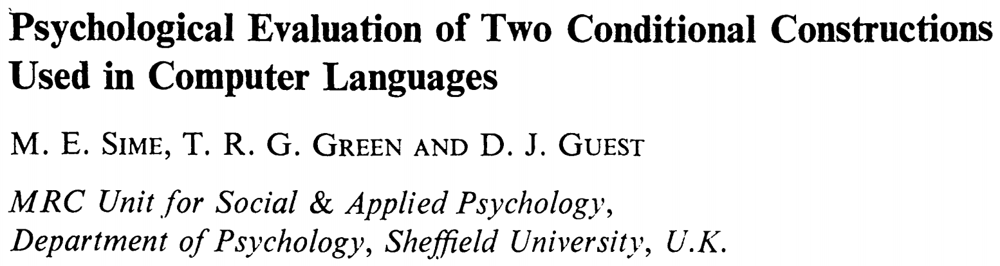 Psychological Evaluation of Two Conditional Constructions
Used in Computer Languages
M. E. SIME, T. R. G. GREEN AND D. J. GUEST
MRC Unit for Social & Applied Psychology,
Department of Psychology, Sheffield University, U.K.